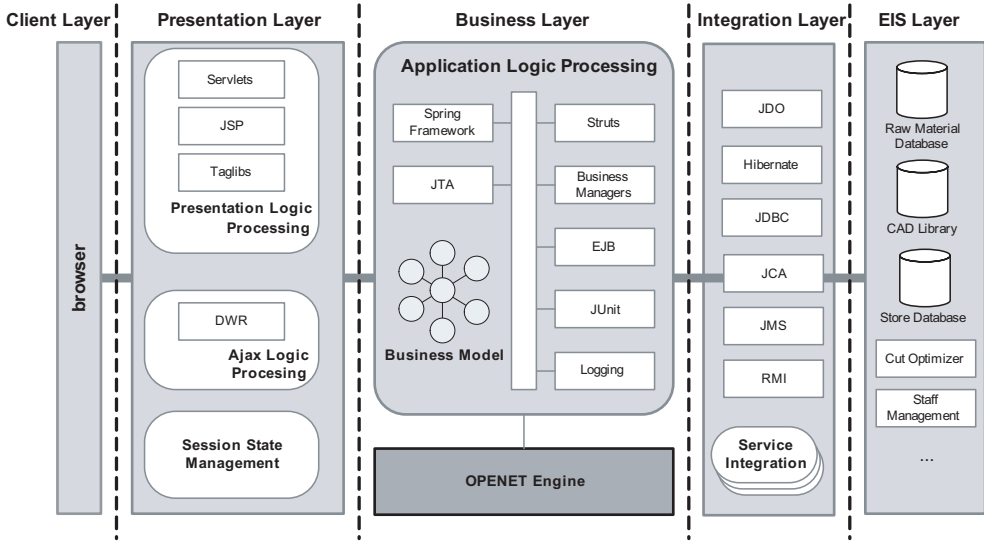 Client Layer
Presentation Layer
Business Layer
Integration Layer
EIS Layer
browser
Servlets
JSP
Taglibs
Presentation Logic
Processing
DWR
Ajax Logic
Procesing
Session State
Management
Application Logic Processing
Spring
Framework
JTA
Business Model
Struts
Business
Managers
EJB
JUnit
Logging
OPENET Engine
JDO
Hibernate
JDBC
JCA
JMS
RMI
Service
Integration
Raw Material
Database
CAD Library
Store Database
Cut Optimizer
Staff
Management
...